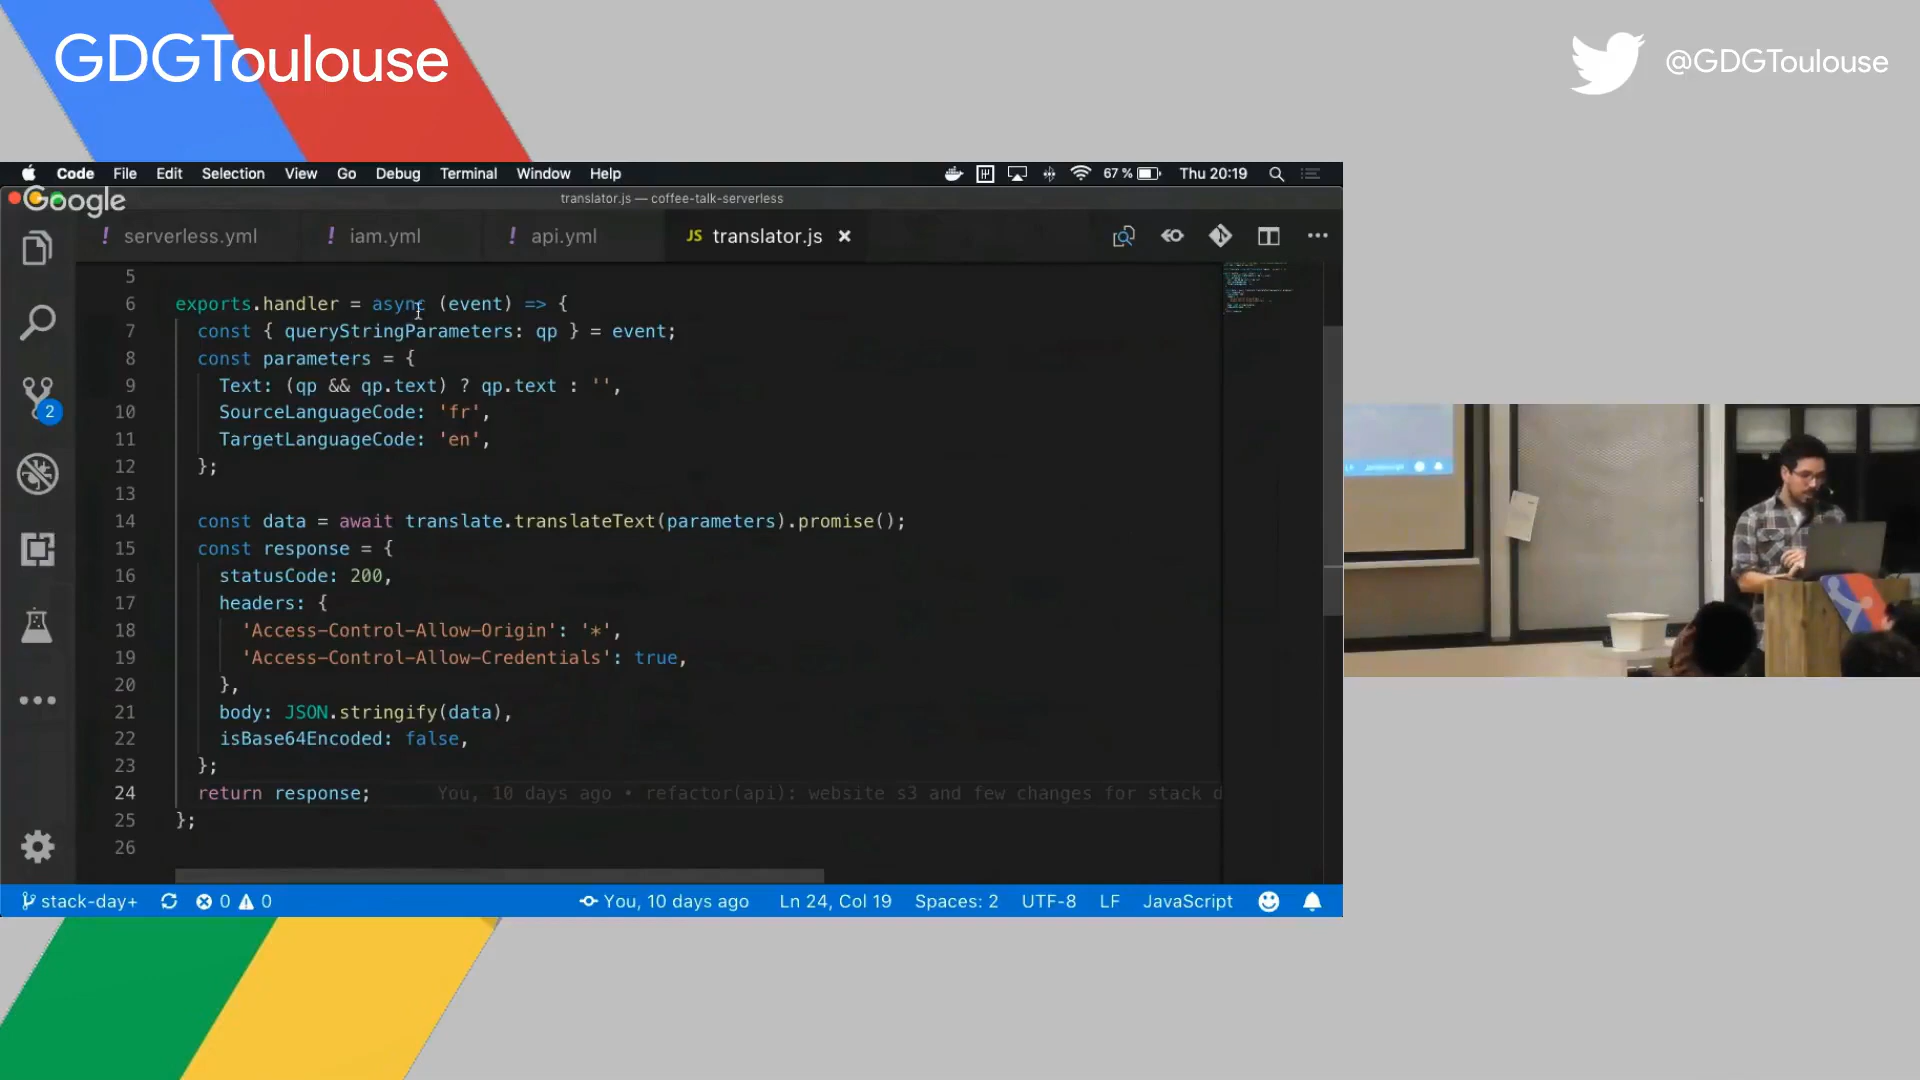 GDGToulouse
@GDGToulouse
Code File Edit Selection View Go Debug Terminal Window Help 67 % Thu 20:19
Google
translator.js — coffee-talk-serverless
! serverless.yml ! iam.yml ! api.yml JS translator.js
5
6 exports.handler = async (event) => {
7 const { queryStringParameters: qp } = event;
8 const parameters = {
9 Text: (qp && qp.text) ? qp.text : '',
10 SourceLanguageCode: 'fr',
11 TargetLanguageCode: 'en',
12 };
13
14 const data = await translate.translateText(parameters).promise();
15 const response = {
16 statusCode: 200,
17 headers: {
18 'Access-Control-Allow-Origin': '*',
19 'Access-Control-Allow-Credentials': true,
20 },
21 body: JSON.stringify(data),
22 isBase64Encoded: false,
23 };
24 return response; You, 10 days ago • refactor(api): website s3 and few changes for stack d
25 };
26
2
stack-day+ 0 0 You, 10 days ago Ln 24, Col 19 Spaces: 2 UTF-8 LF JavaScript